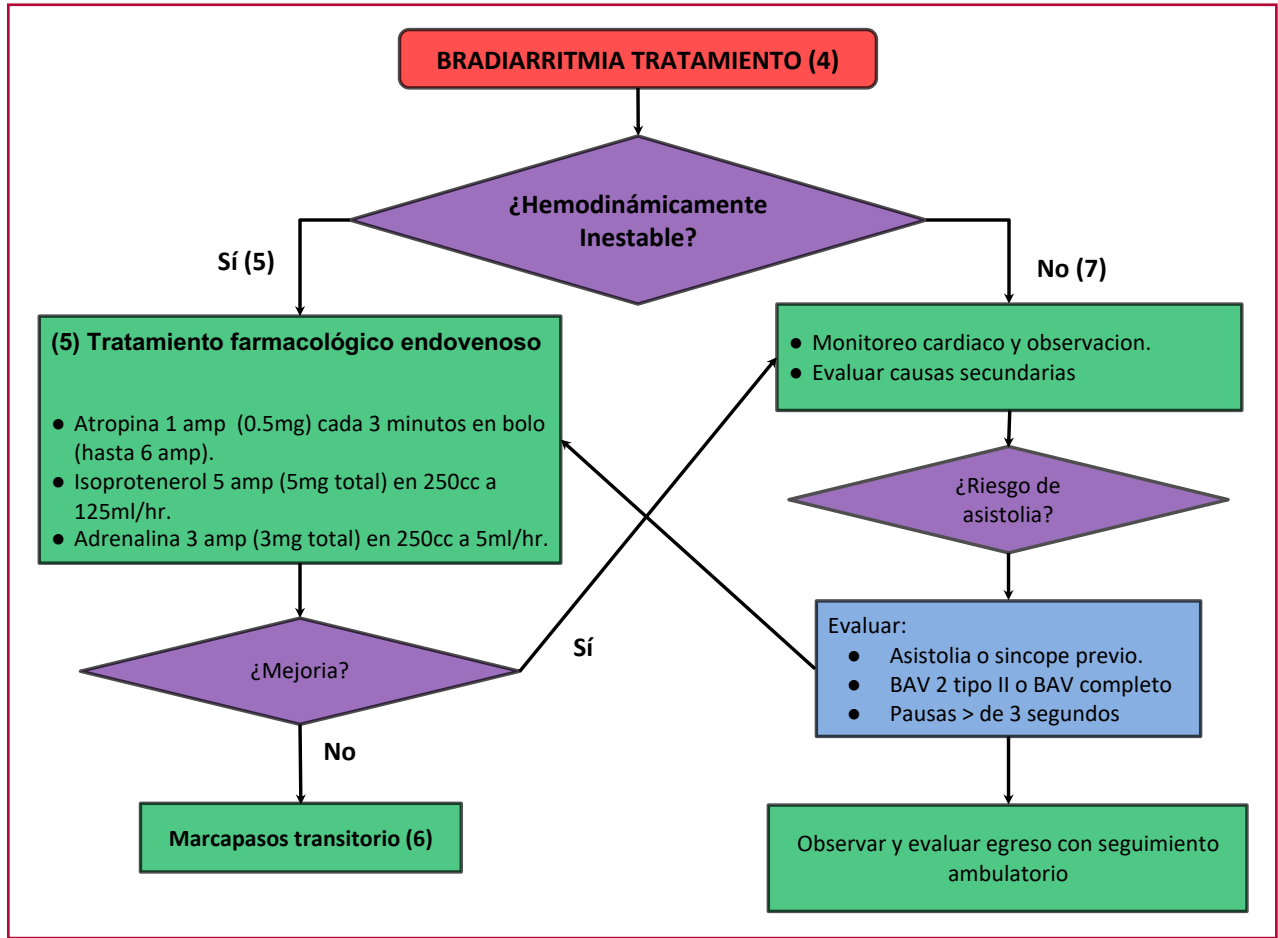 BRADIARRITMIA TRATAMIENTO (4)
¿Hemodinámicamente
Inestable?
Sí (5)
No (7)
(5) Tratamiento farmacológico endovenoso
● Atropina 1 amp (0.5mg) cada 3 minutos en bolo
(hasta 6 amp).
● Isoprotenerol 5 amp (5mg total) en 250cc a
125ml/hr.
● Adrenalina 3 amp (3mg total) en 250cc a 5ml/hr.
● Monitoreo cardiaco y observacion.
● Evaluar causas secundarias
¿Riesgo de
asistolia?
¿Mejoria?
Sí
No
Evaluar:
● Asistolia o sincope previo.
● BAV 2 tipo II o BAV completo
● Pausas > de 3 segundos
Marcapasos transitorio (6)
Observar y evaluar egreso con seguimiento
ambulatorio